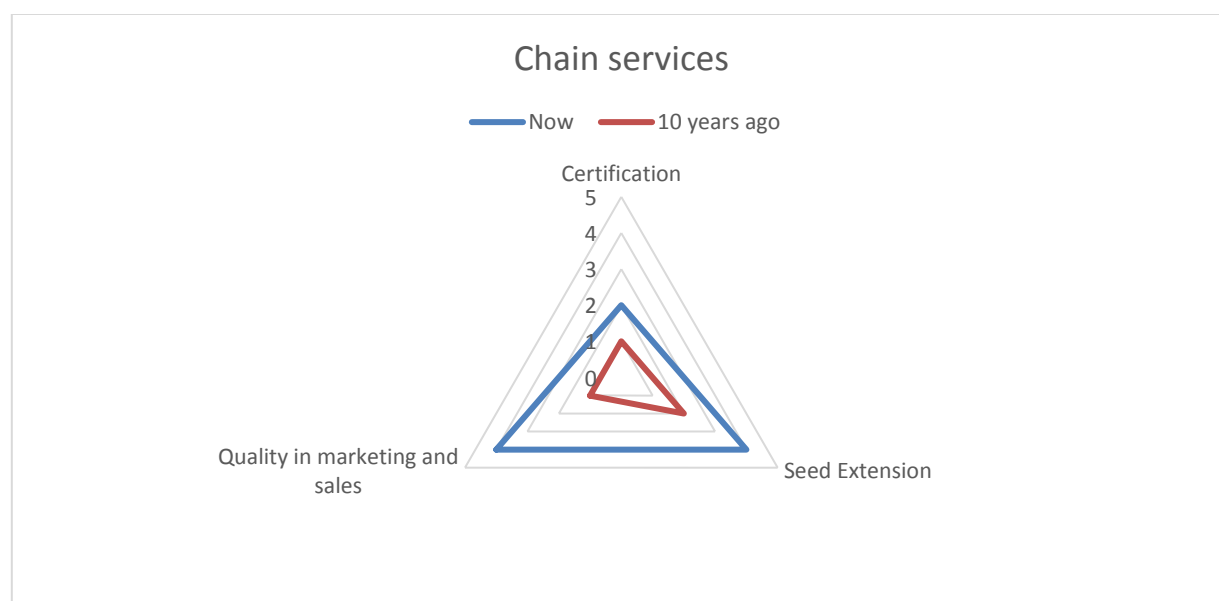 Chain services
Now 10 years ago
Certification
5
4
3
2
1
0
Quality in marketing and
sales
Seed Extension